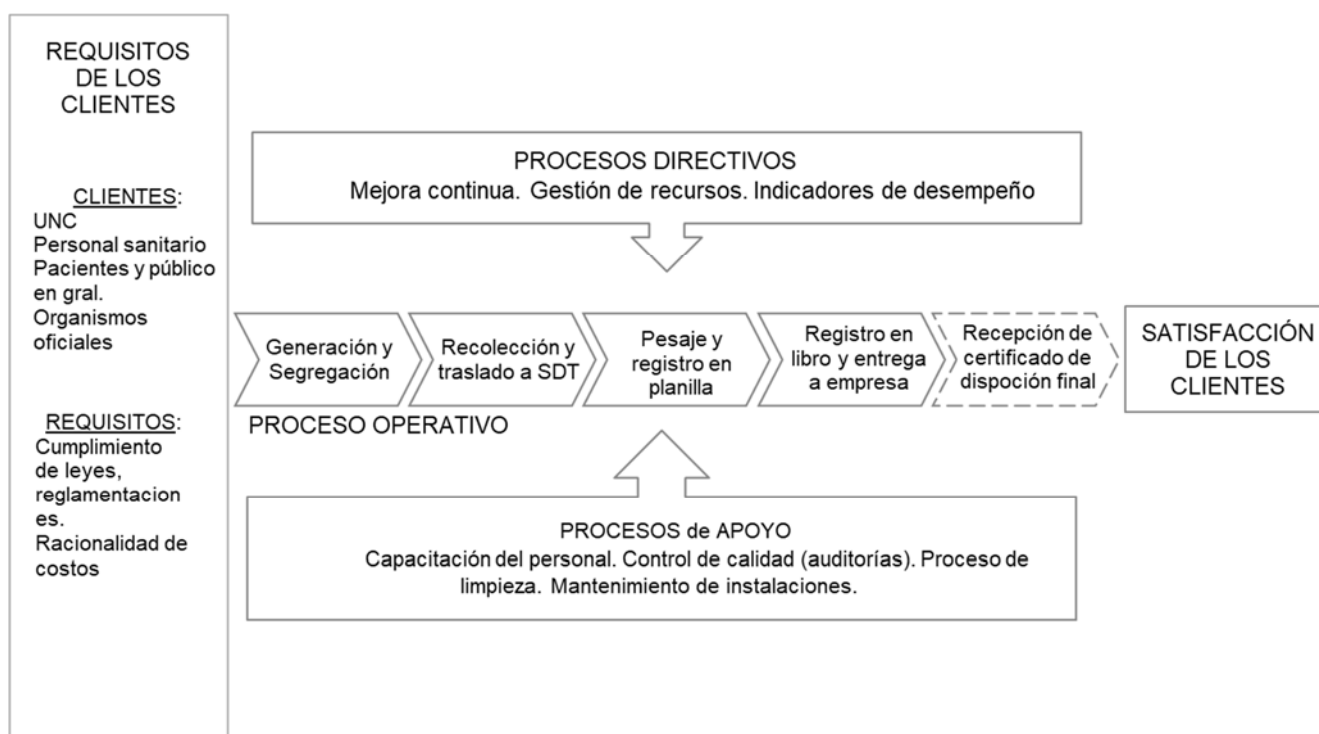 REQUISITOS
DE LOS
CLIENTES
CLIENTES:
UNC
Personal sanitario
Pacientes y público
en gral.
Organismos
oficiales
REQUISITOS:
Cumplimiento
de leyes,
reglamentacion
es.
Racionalidad de
costos
PROCESOS DIRECTIVOS
Mejora continua. Gestión de recursos. Indicadores de desempeño
Generación y
Segregación
Recolección y
traslado a SDT
Pesaje y
registro en
planilla
Registro en
libro y entrega
a empresa
Recepción de
certificado de
dispoción final
PROCESO OPERATIVO
PROCESOS de APOYO
Capacitación del personal. Control de calidad (auditorías). Proceso de
limpieza. Mantenimiento de instalaciones.
SATISFACCIÓN
DE LOS
CLIENTES